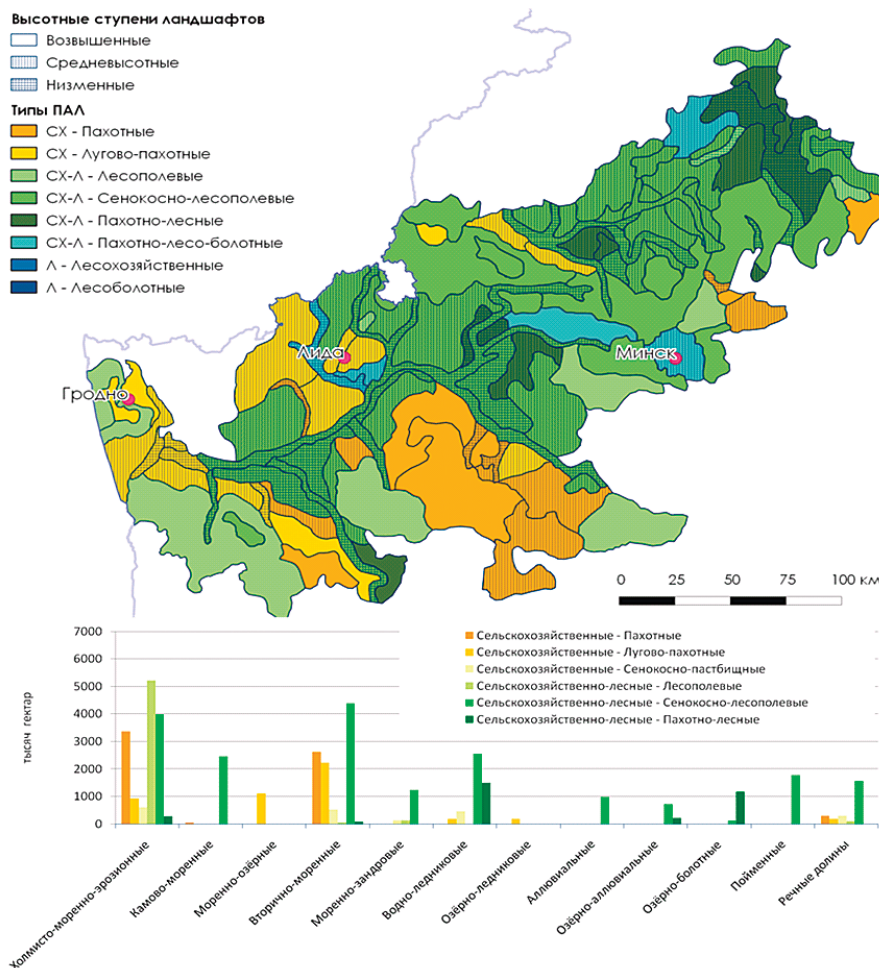 Высотные ступени ландшафтов
Возвышенные
Средневысотные
Низменные
Типы ПАЛ
СХ - Пахотные
СХ - Лугово-пахотные
СХ-Л - Лесополевые
СХ-Л - Сенокосно-лесополевые
СХ-Л - Пахотно-лесные
СХ-Л - Пахотно-лесо-болотные
Л - Лесохозяйственные
Л - Лесоболотные
Лида
Минск
Гродно
0 25 50 75 100 км
7000
6000
5000
4000
3000
2000
1000
0
тысяч гектар
Сельскохозяйственные - Пахотные
Сельскохозяйственные - Лугово-пахотные
Сельскохозяйственные - Сенокосно-пастбищные
Сельскохозяйственно-лесные - Лесополевые
Сельскохозяйственно-лесные - Сенокосно-лесополевые
Сельскохозяйственно-лесные - Пахотно-лесные
Холмисто-моренно-эрозионные
Камово-моренные
Моренно-озёрные
Вторично-моренные
Моренно-зандровые
Водно-ледниковые
Озёрно-ледниковые
Аллювиальные
Озёрно-аллювиальные
Озёрно-болотные
Пойменные
Речные долины